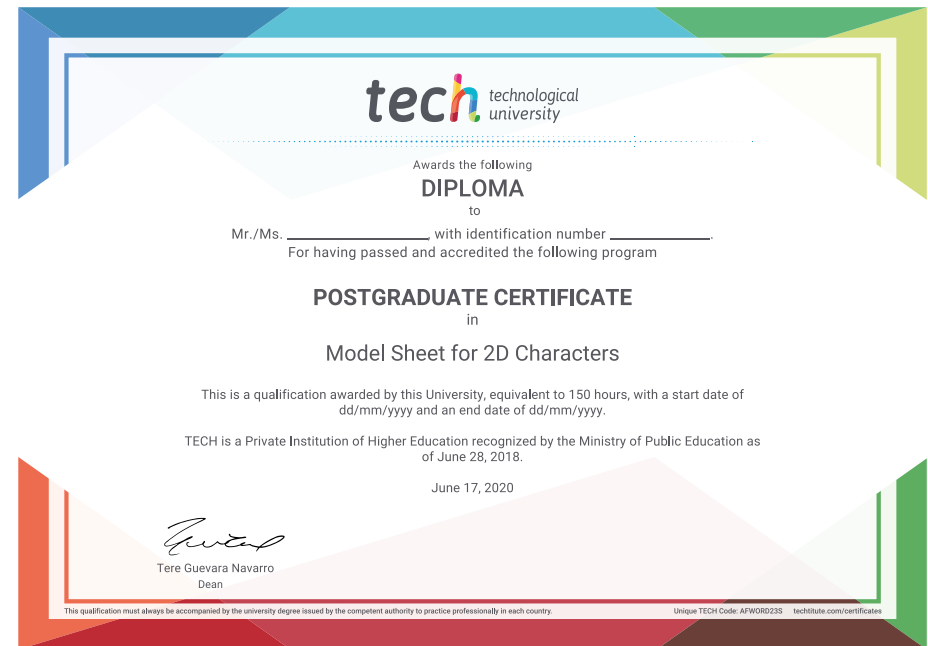 tech technological
university
Awards the following
DIPLOMA
to
Mr./Ms. ____________________, with identification number ______________.
For having passed and accredited the following program
POSTGRADUATE CERTIFICATE
in
Model Sheet for 2D Characters
This is a qualification awarded by this University, equivalent to 150 hours, with a start date of
dd/mm/yyyy and an end date of dd/mm/yyyy.
TECH is a Private Institution of Higher Education recognized by the Ministry of Public Education as
of June 28, 2018.
June 17, 2020
Tere Guevara Navarro
Dean
This qualification must always be accompanied by the university degree issued by the competent authority to practice professionally in each country.
Unique TECH Code: AFWORD23S techtitute.com/certificates